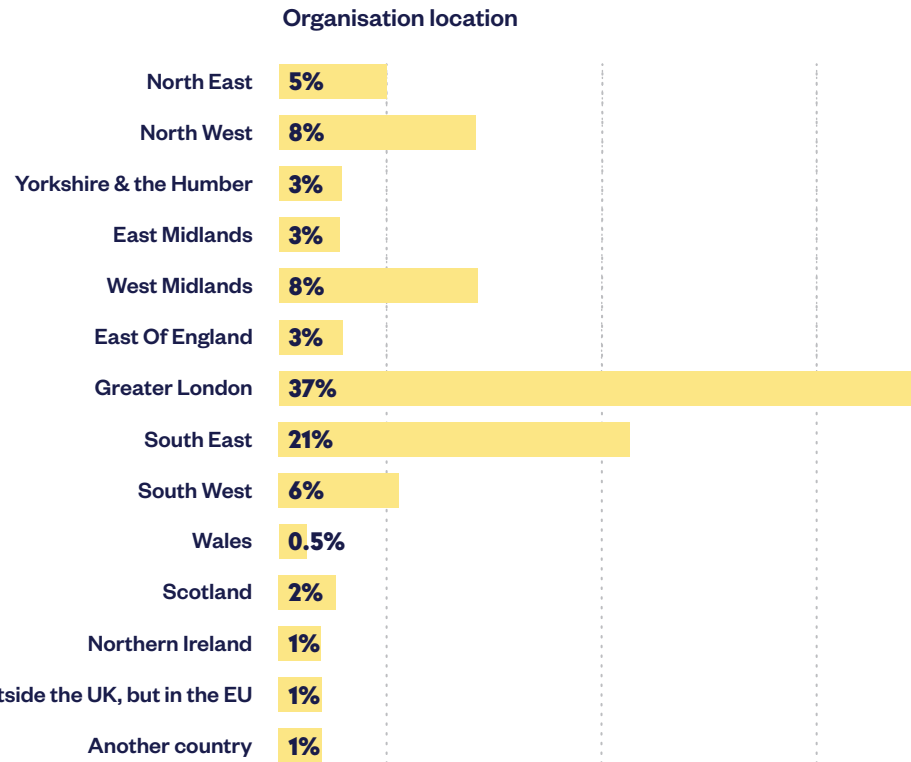 Organisation location
North East 5%
North West 8%
Yorkshire & the Humber 3%
East Midlands 3%
West Midlands 8%
East Of England 3%
Greater London 37%
South East 21%
South West 6%
Wales 0.5%
Scotland 2%
Northern Ireland 1%
the UK, but in the EU 1%
Another country 1%